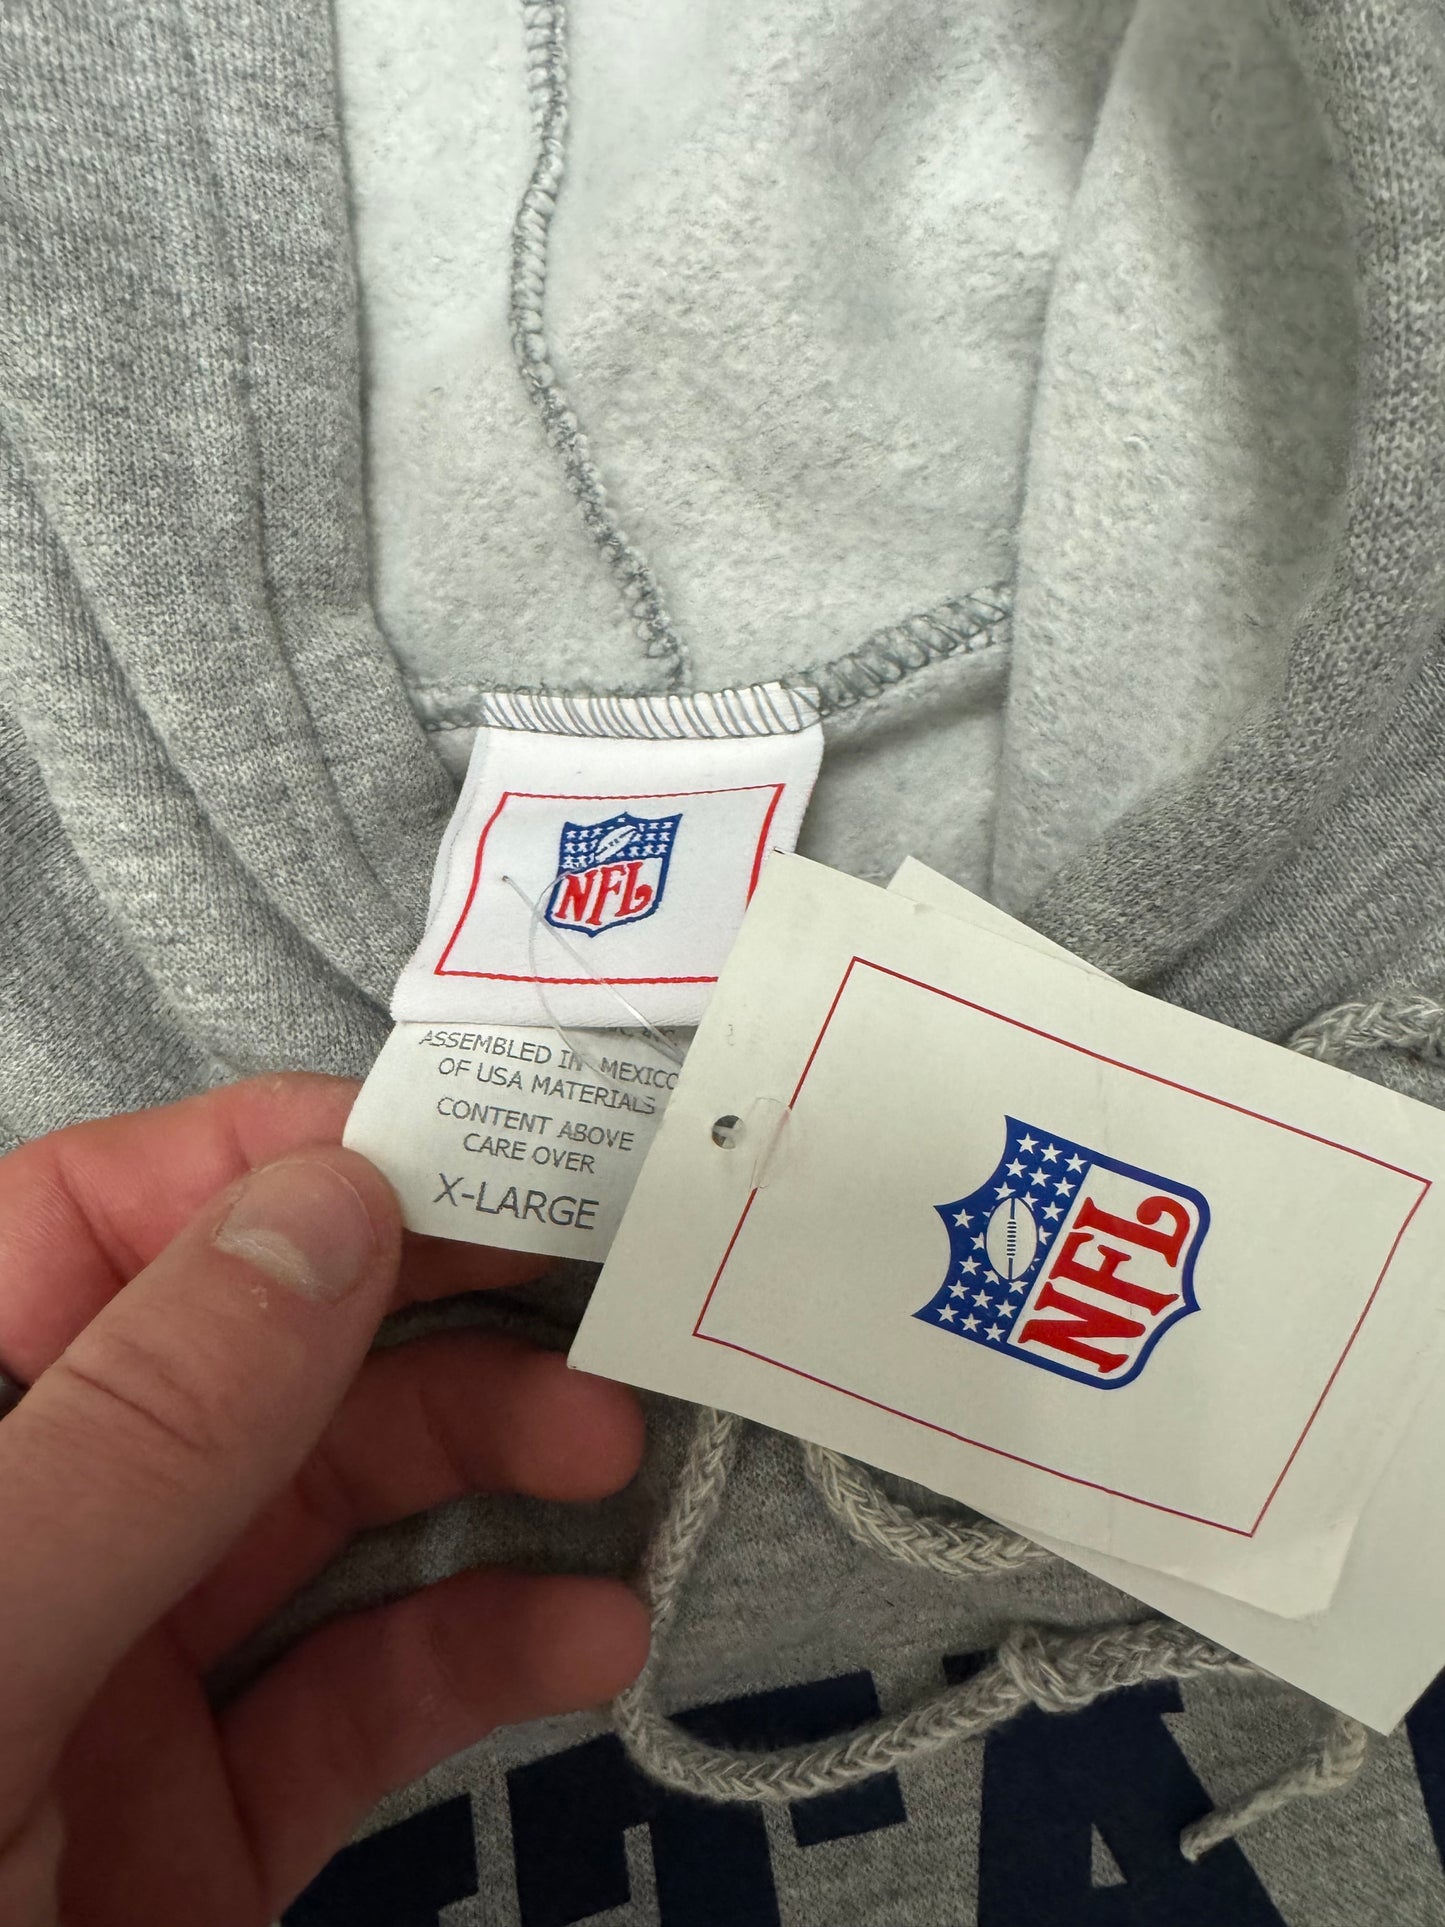 NFL
ASSEMBLED IN MEXICO
OF USA MATERIALS
CONTENT ABOVE
CARE OVER
X-LARGE
NFL